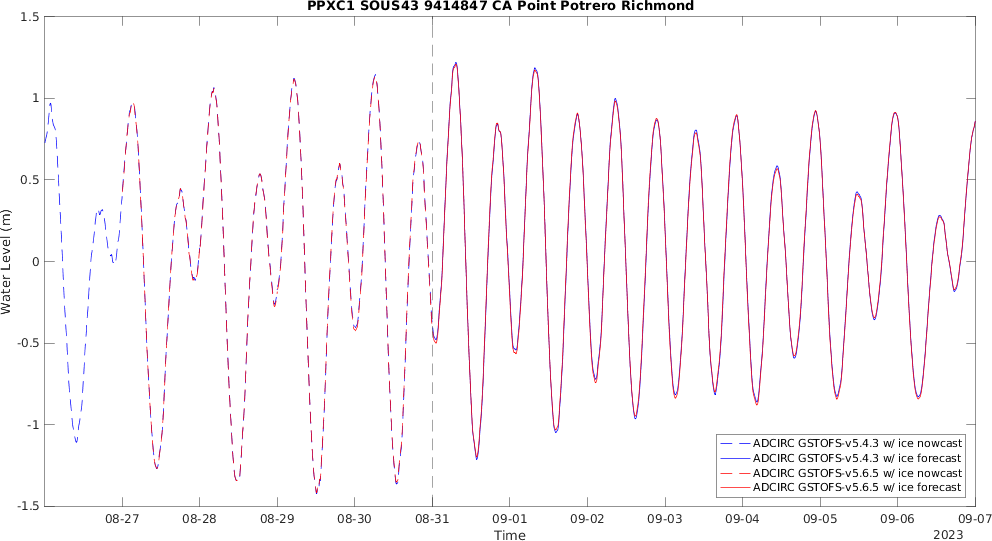 PPXC1 SOUS43 9414847 CA Point Potrero Richmond
1.5
1
0.5
0
-0.5
-1
-1.5
Water Level (m)
ADCIRC GSTOFS-v5.4.3 w/ ice nowcast
ADCIRC GSTOFS-v5.4.3 w/ ice forecast
ADCIRC GSTOFS-v5.6.5 w/ ice nowcast
ADCIRC GSTOFS-v5.6.5 w/ ice forecast
08-27 08-28 08-29 08-30 08-31 09-01 09-02 09-03 09-04 09-05 09-06 09-07
Time
2023